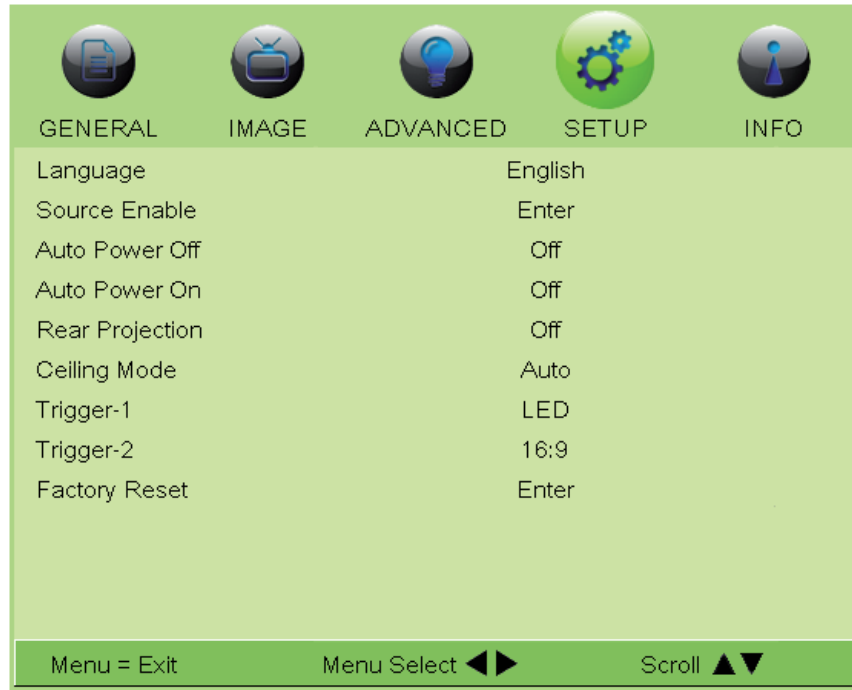 GENERAL IMAGE ADVANCED SETUP INFO
Language English
Source Enable Enter
Auto Power Off Off
Auto Power On Off
Rear Projection Off
Ceiling Mode Auto
Trigger-1 LED
Trigger-2 16:9
Factory Reset Enter
Menu = Exit Menu Select ◀▶ Scroll ▲▼